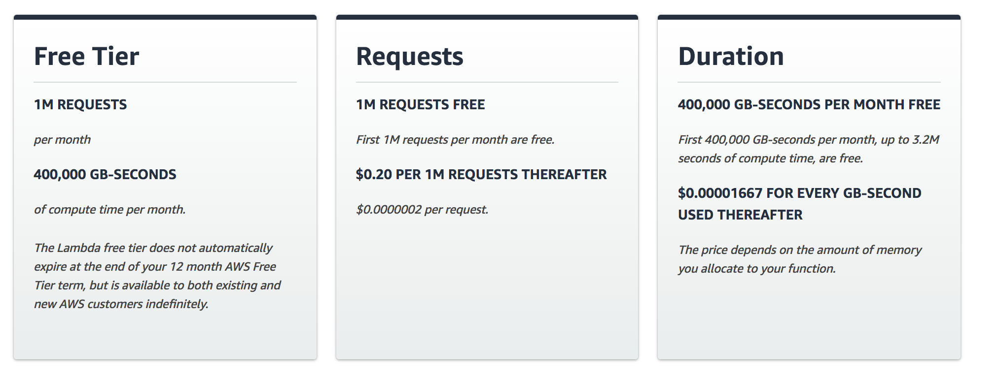 Free Tier
1M REQUESTS
per month
400,000 GB-SECONDS
of compute time per month.
The Lambda free tier does not automatically
expire at the end of your 12 month AWS Free
Tier term, but is available to both existing and
new AWS customers indefinitely.
Requests
1M REQUESTS FREE
First 1M requests per month are free.
$0.20 PER 1M REQUESTS THEREAFTER
$0.0000002 per request.
Duration
400,000 GB-SECONDS PER MONTH FREE
First 400,000 GB-seconds per month, up to 3.2M
seconds of compute time, are free.
$0.00001667 FOR EVERY GB-SECOND
USED THEREAFTER
The price depends on the amount of memory
you allocate to your function.